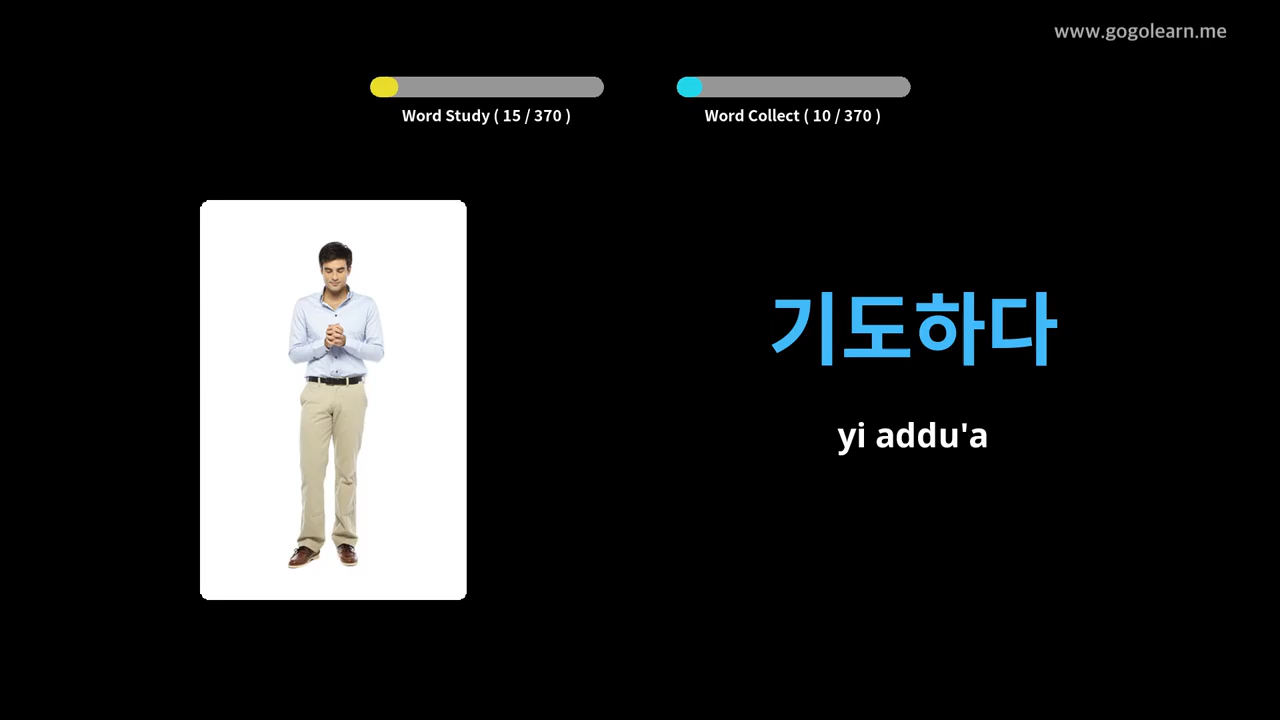 www.gogolearn.me
Word Study ( 15 / 370 )
Word Collect ( 10 / 370 )
기도하다
yi addu'a